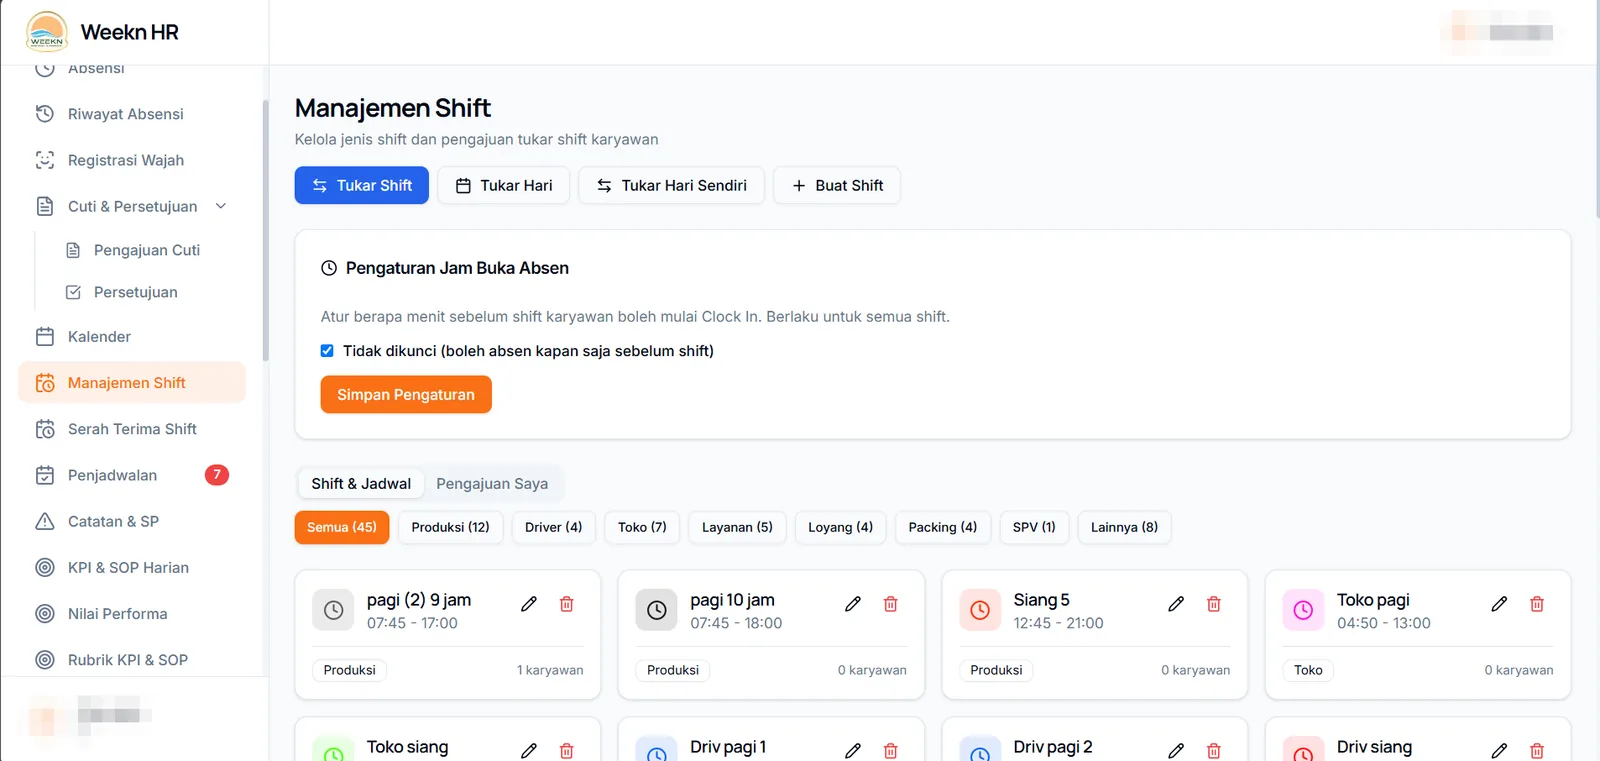 WEEKN
Weekn HR
Absensi
Riwayat Absensi
Registrasi Wajah
Cuti & Persetujuan
Pengajuan Cuti
Persetujuan
Kalender
Manajemen Shift
Serah Terima Shift
Penjadwalan 7
Catatan & SP
KPI & SOP Harian
Nilai Performa
Rubrik KPI & SOP
Manajemen Shift
Kelola jenis shift dan pengajuan tukar shift karyawan
Tukar Shift Tukar Hari Tukar Hari Sendiri + Buat Shift
Pengaturan Jam Buka Absen
Atur berapa menit sebelum shift karyawan boleh mulai Clock In. Berlaku untuk semua shift.
Tidak dikunci (boleh absen kapan saja sebelum shift)
Simpan Pengaturan
Shift & Jadwal Pengajuan Saya
Semua (45) Produksi (12) Driver (4) Toko (7) Layanan (5) Loyang (4) Packing (4) SPV (1) Lainnya (8)
pagi (2) 9 jam
07:45 - 17:00
Produksi 1 karyawan
pagi 10 jam
07:45 - 18:00
Produksi 0 karyawan
Siang 5
12:45 - 21:00
Produksi 0 karyawan
Toko pagi
04:50 - 13:00
Toko 0 karyawan
Toko siang
Driv pagi 1
Driv pagi 2
Driv siang